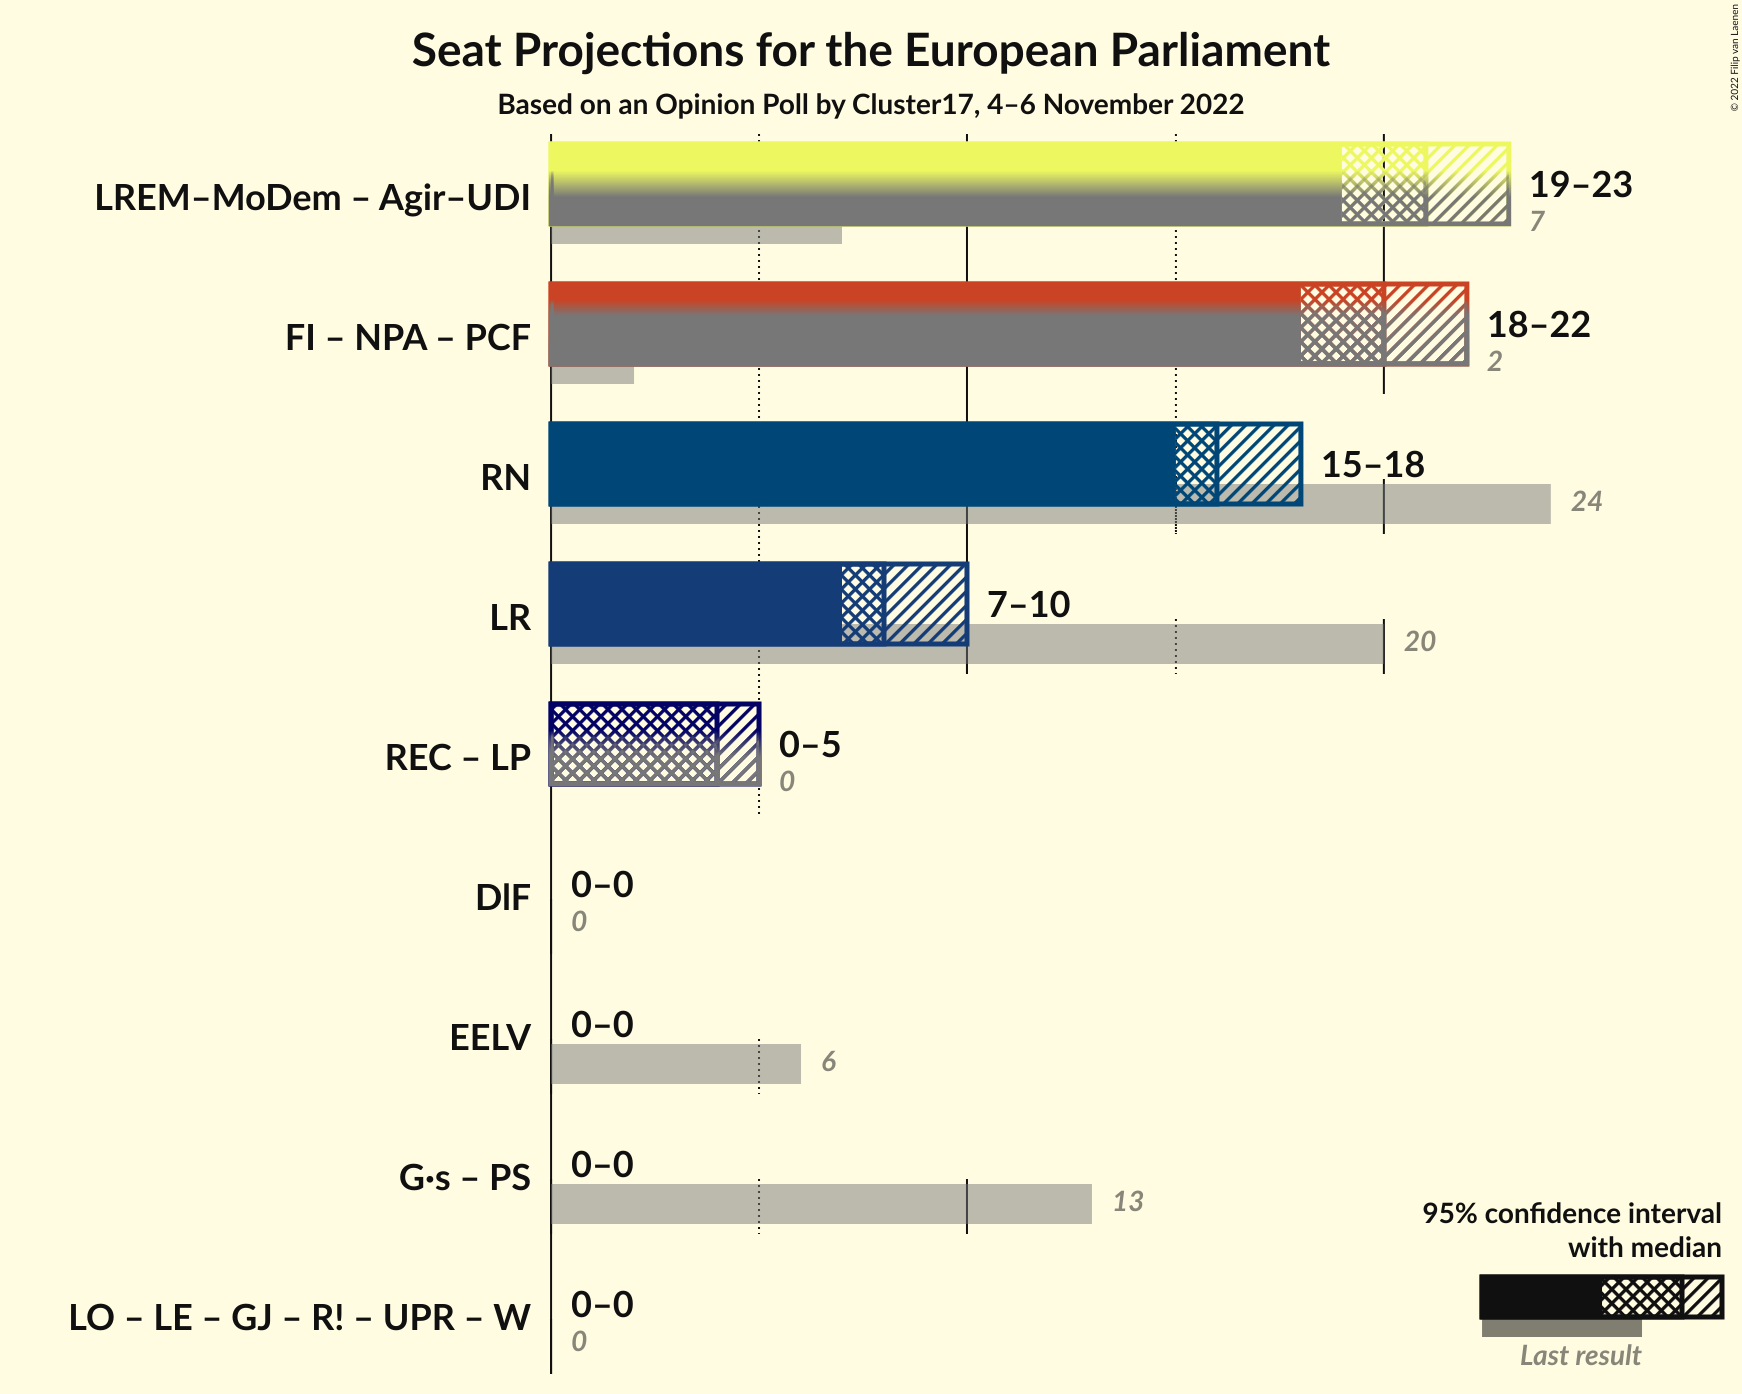 Seat Projections for the European Parliament
Based on an Opinion Poll by Cluster17, 4–6 November 2022
© 2022 Filip van Laenen
LREM–MoDem – Agir–UDI
19–23
7
FI – NPA – PCF
18–22
2
RN
15–18
24
LR
7–10
20
REC – LP
0–5
0
DlF
0–0
0
EELV
0–0
6
G·s – PS
0–0
13
LO – LE – GJ – R! – UPR – W
0–0
0
95% confidence interval
with median
Last result